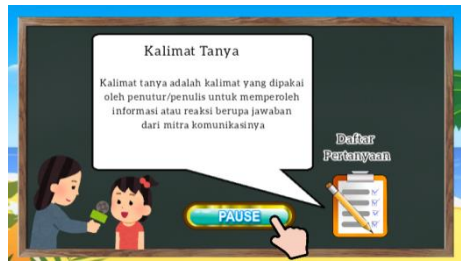 Kalimat Tanya
Kalimat tanya adalah kalimat yang dipakai
oleh penutur/penulis untuk memperoleh
informasi atau reaksi berupa jawaban
dari mitra komunikasinya
Daftar
Pertanyaan
PAUSE